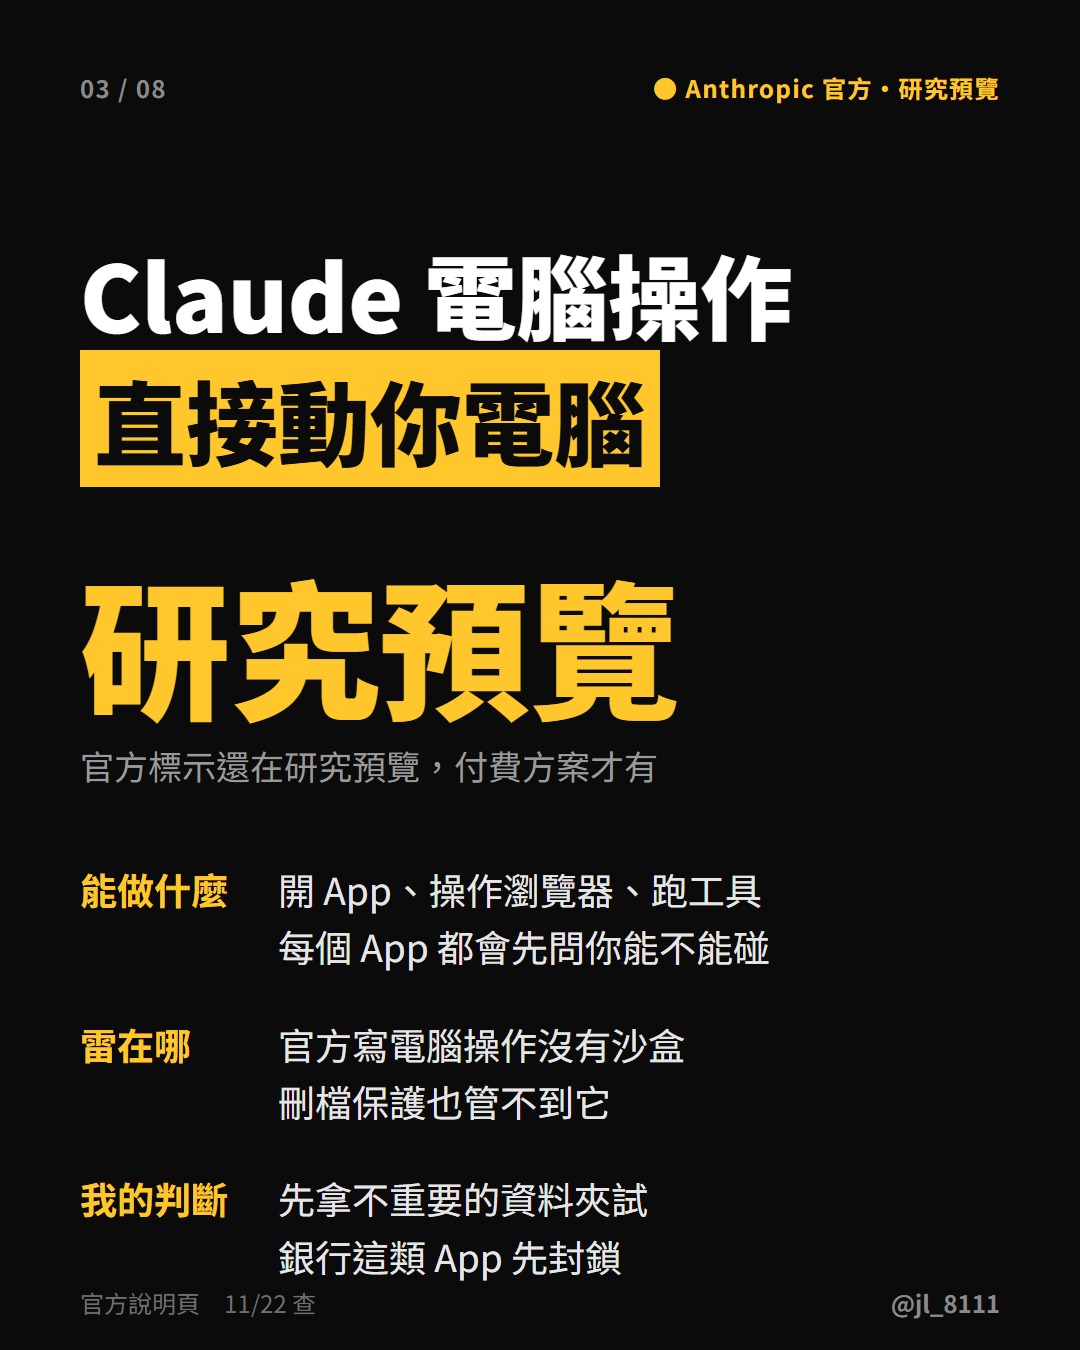 03 / 08
● Anthropic 官方・研究預覽
Claude 電腦操作
直接動你電腦
研究預覽
官方標示還在研究預覽，付費方案才有
能做什麼 開 App、操作瀏覽器、跑工具
每個 App 都會先問你能不能碰
雷在哪 官方寫電腦操作沒有沙盒
刪檔保護也管不到它
我的判斷 先拿不重要的資料夾試
銀行這類 App 先封鎖
官方說明頁 11/22 查
@jl_8111